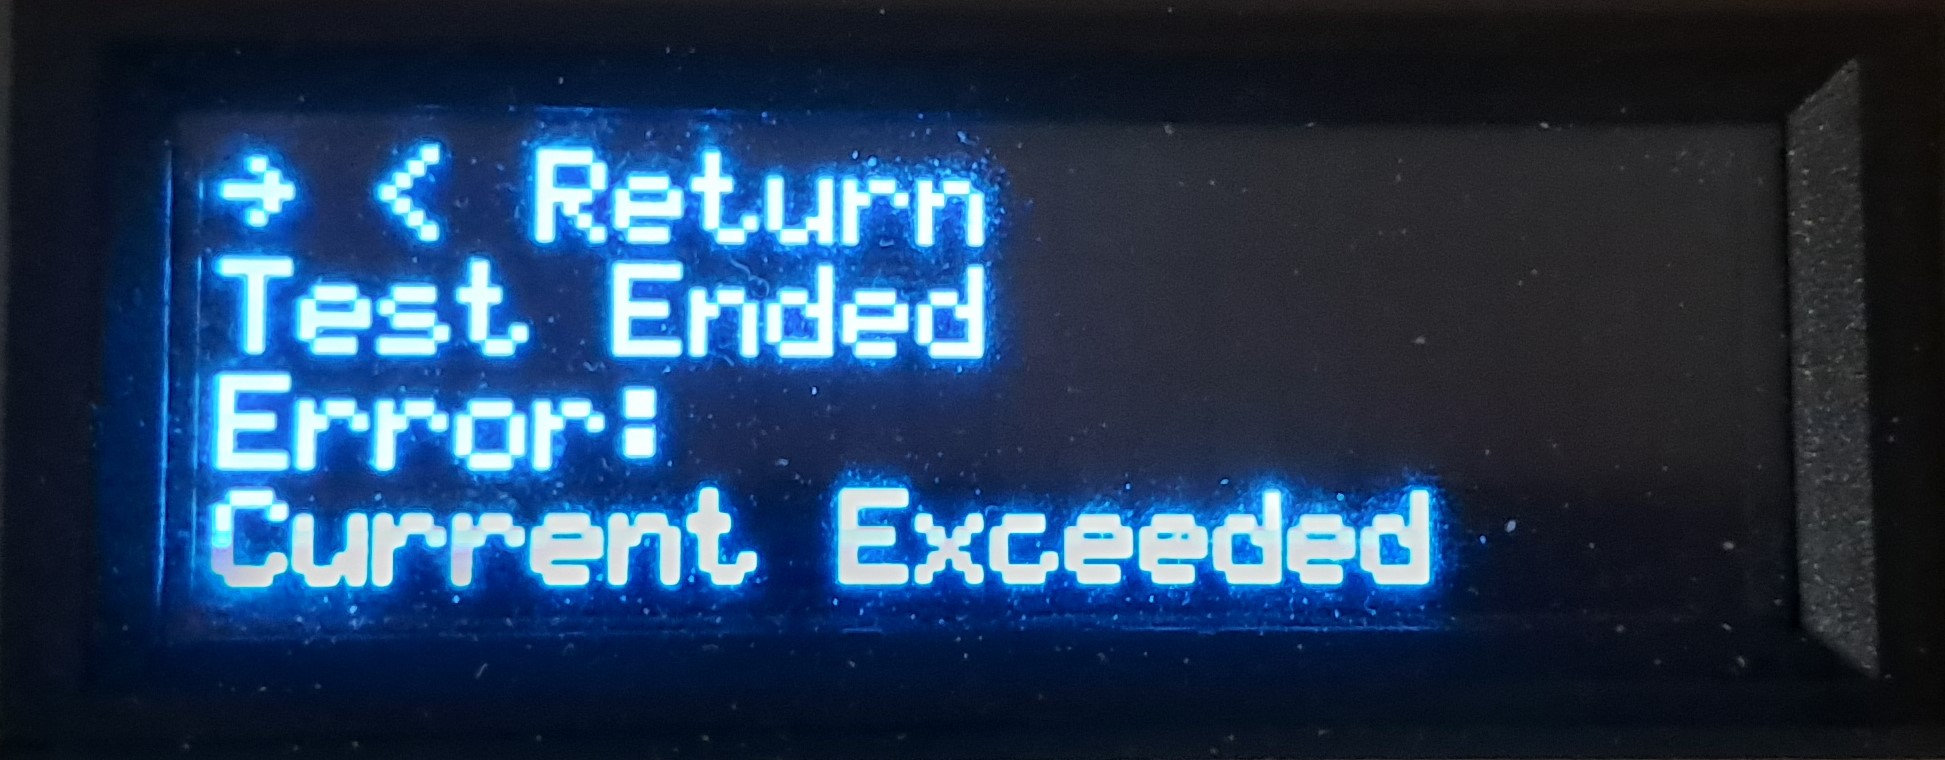 → < Return
Test Ended
Error:
Current Exceeded